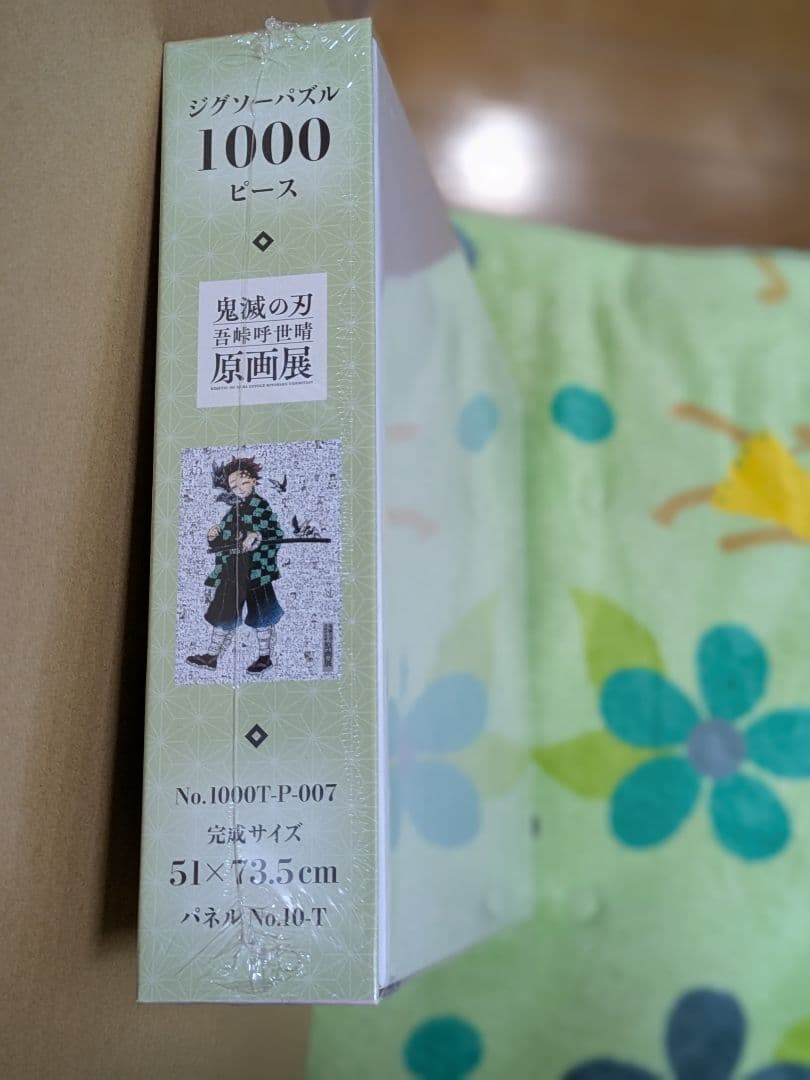 ジグソーパズル
1000
ピース
鬼滅の刃
吾峠呼世晴
原画展
No.1000T-P-007
完成サイズ
51×73.5cm
パネル No.10-T